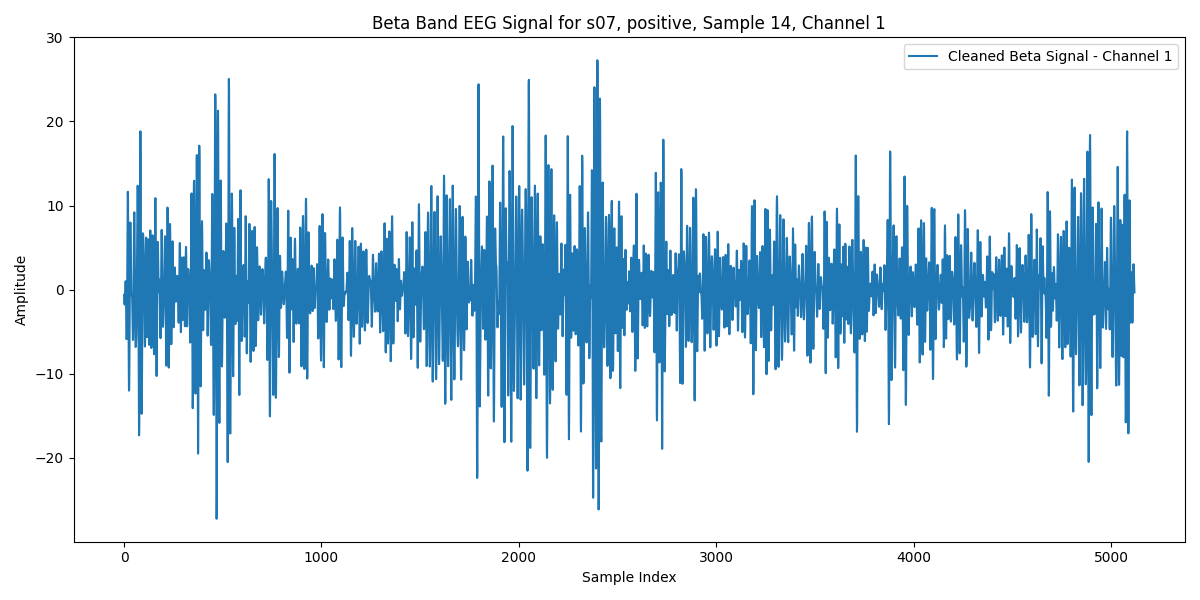 Beta Band EEG Signal for s07, positive, Sample 14, Channel 1
Cleaned Beta Signal - Channel 1
30
20
10
0
−10
−20
Amplitude
0 1000 2000 3000 4000 5000
Sample Index